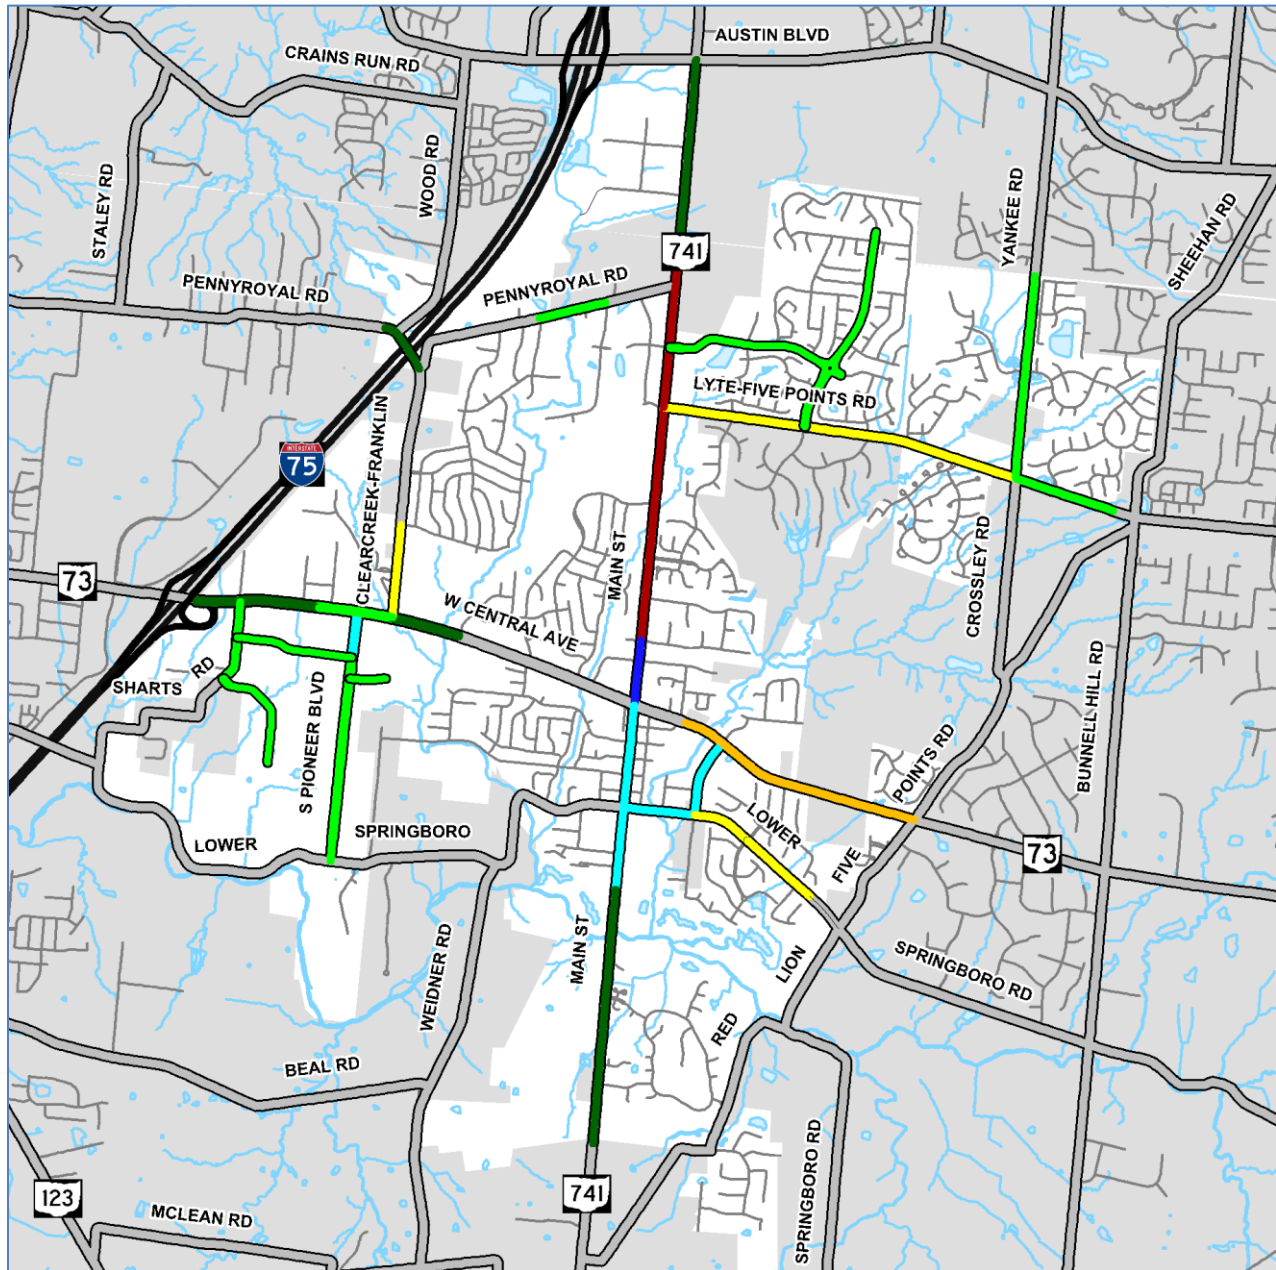 AUSTIN BLVD
CRAINS RUN RD
WOOD RD
STALEY RD
YANKEE RD
SHEEHAN RD
741
PENNYROYAL RD
PENNYROYAL RD
LYTE-FIVE POINTS RD
INTERSTATE
75
CLEARCREEK-FRANKLIN
MAIN ST
CROSSLEY RD
73
W CENTRAL AVE
SHARTS RD
S PIONEER BLVD
BUNNELL HILL RD
LOWER
SPRINGBORO
LOWER
FIVE
POINTS RD
73
MAIN ST
WEIDNER RD
LION
RED
SPRINGBORO RD
BEAL RD
SPRINGBORO RD
123
MCLEAN RD
741